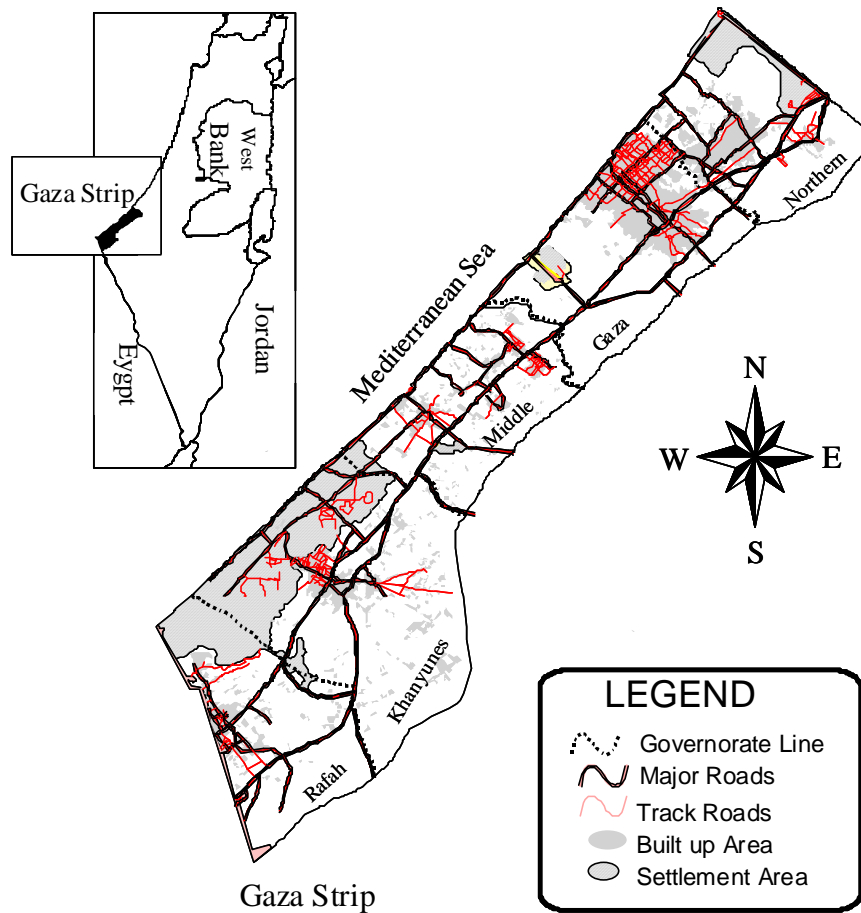 West
Bank
Gaza Strip
Jordan
Eygpt
Mediterranean Sea
Northern
Gaza
Middle
Khanyunes
Rafah
N
W
E
S
Gaza Strip
LEGEND
Governorate Line
Major Roads
Track Roads
Built up Area
Settlement Area